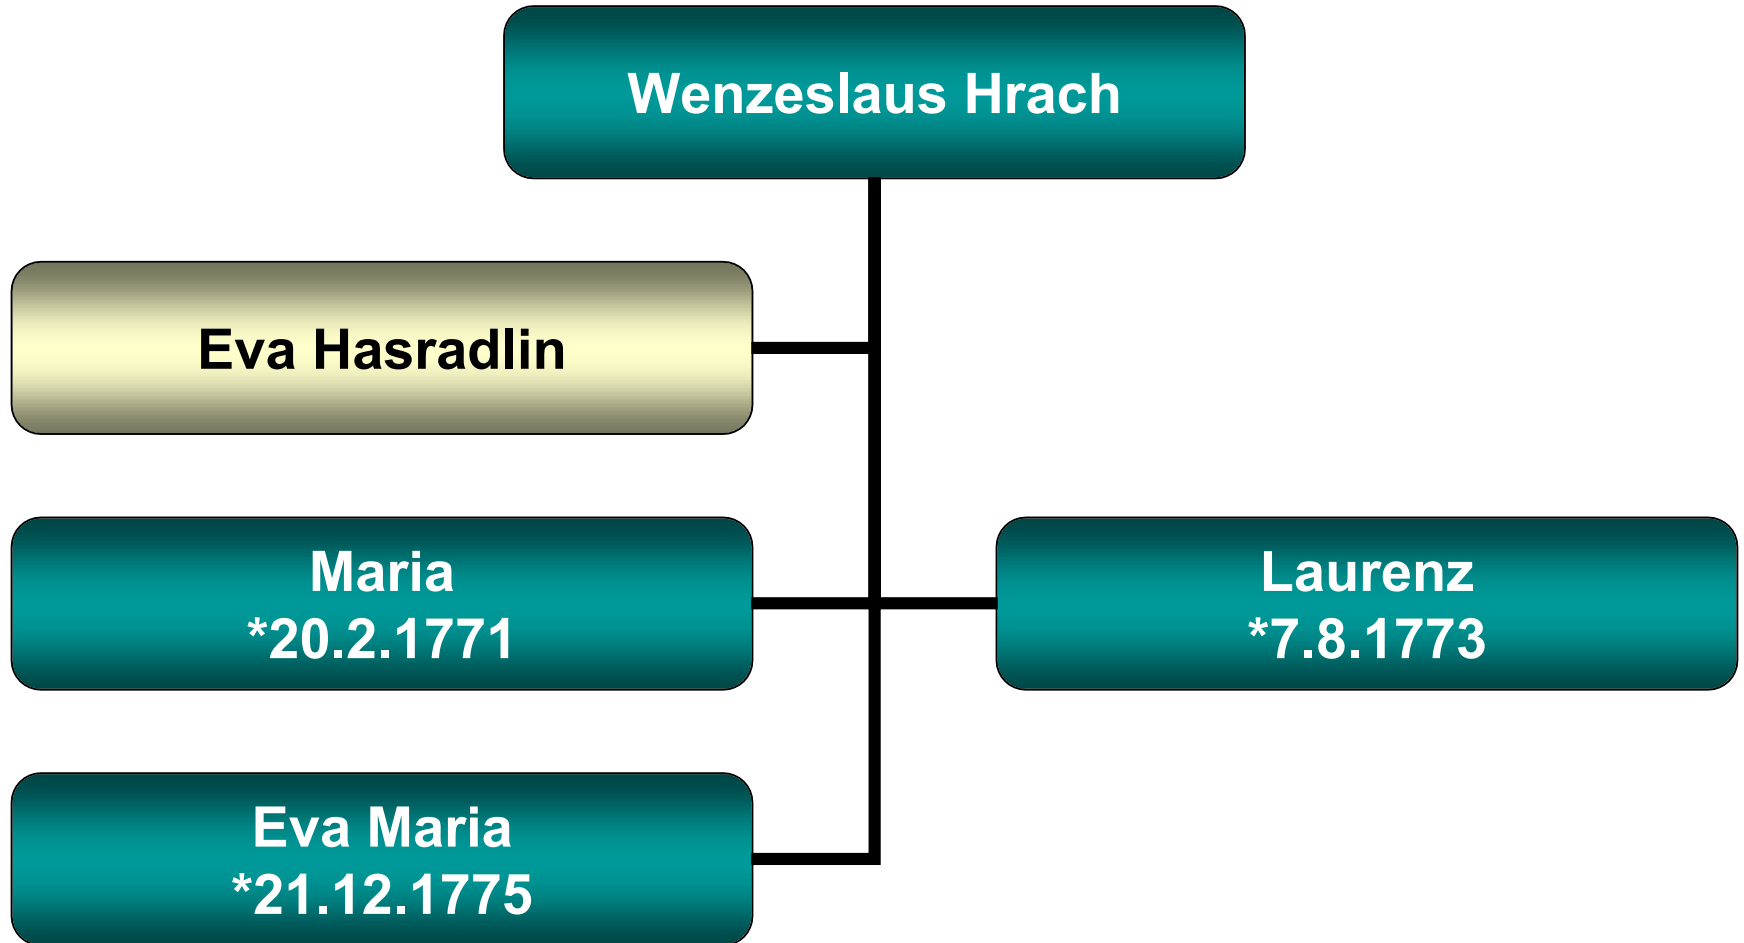 Wenzeslaus Hrach
Eva Hasradlin
Maria
*20.2.1771
Laurenz
*7.8.1773
Eva Maria
*21.12.1775